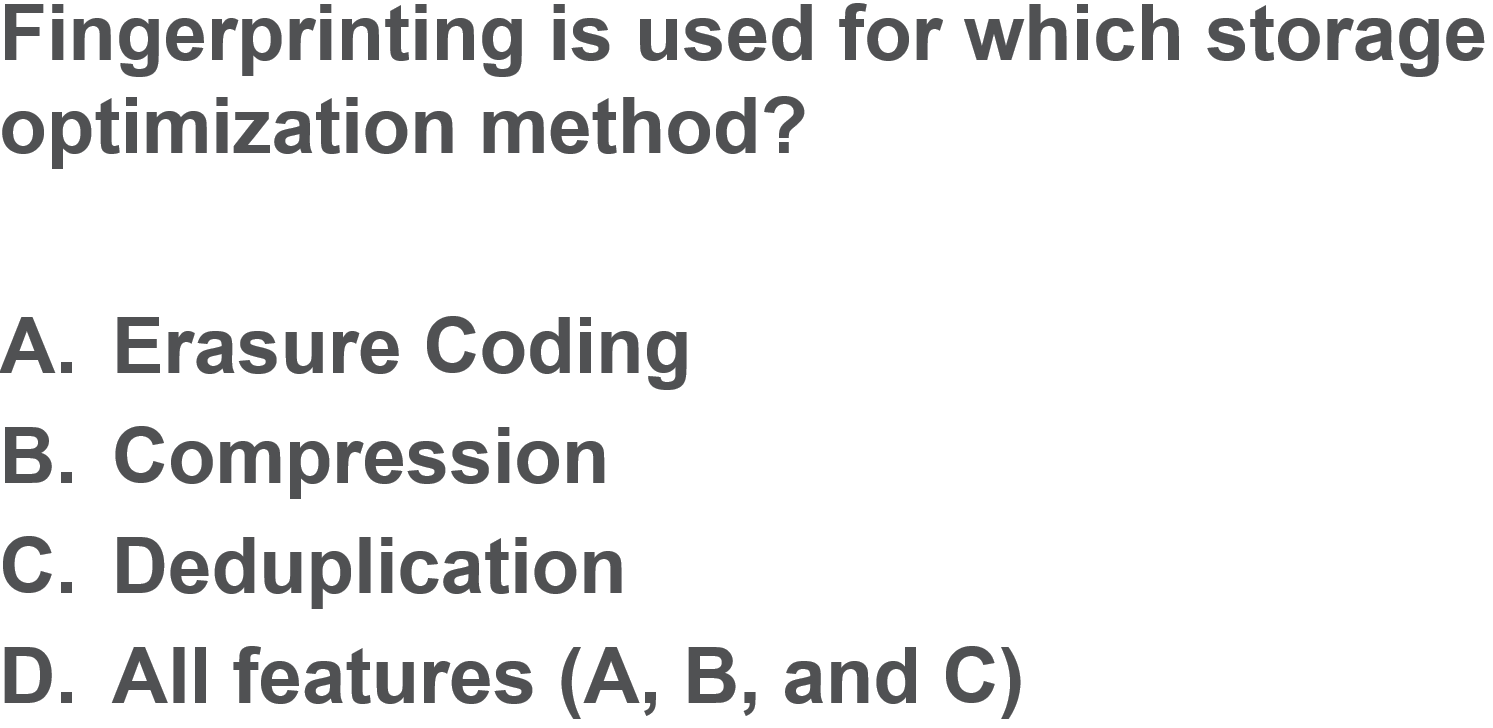 Fingerprinting is used for which storage
optimization method?
A. Erasure Coding
B. Compression
C. Deduplication
D. All features (A, B, and C)